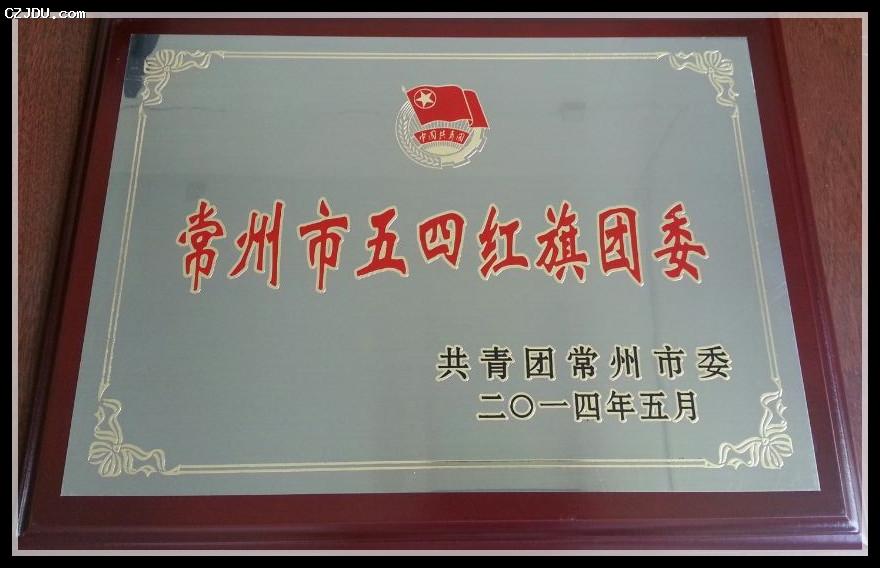 CZJDU.com
中国共青团
常州市五四红旗团委
共青团常州市委
二〇一四年五月